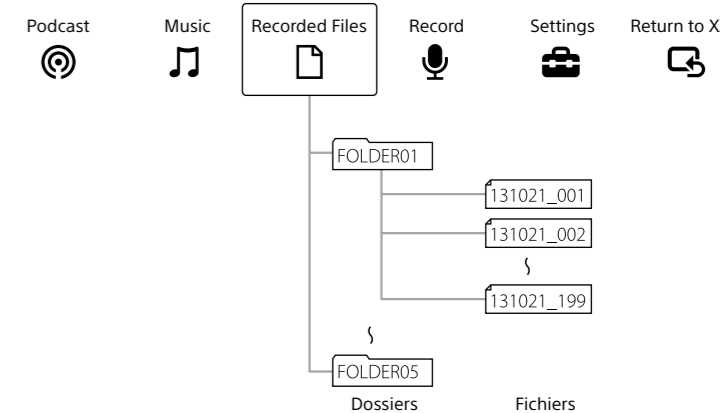 Podcast
Music
Recorded Files
Record
Settings
Return to X
FOLDER01
131021_001
131021_002
131021_199
FOLDER05
Dossiers
Fichiers